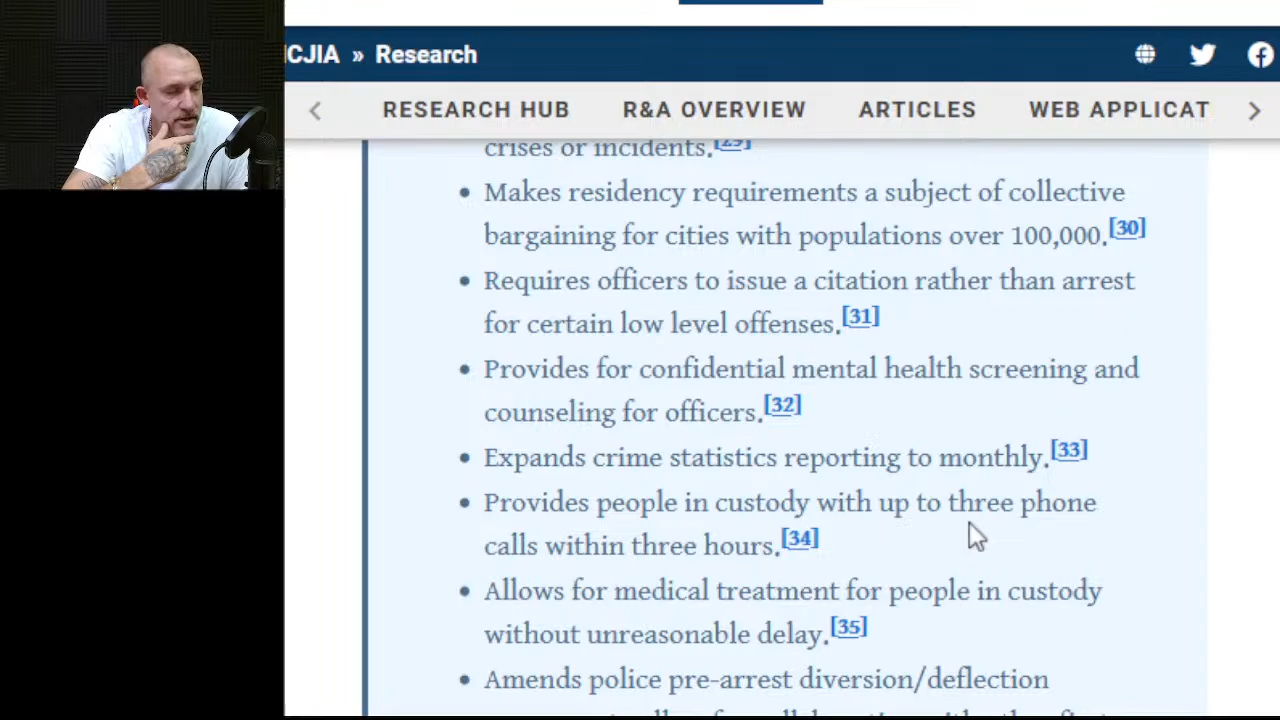 ICJIA » Research
RESEARCH HUB R&A OVERVIEW ARTICLES WEB APPLICAT
crises or incidents.[29]
• Makes residency requirements a subject of collective
bargaining for cities with populations over 100,000.[30]
• Requires officers to issue a citation rather than arrest
for certain low level offenses.[31]
• Provides for confidential mental health screening and
counseling for officers.[32]
• Expands crime statistics reporting to monthly.[33]
• Provides people in custody with up to three phone
calls within three hours.[34]
• Allows for medical treatment for people in custody
without unreasonable delay.[35]
• Amends police pre-arrest diversion/deflection